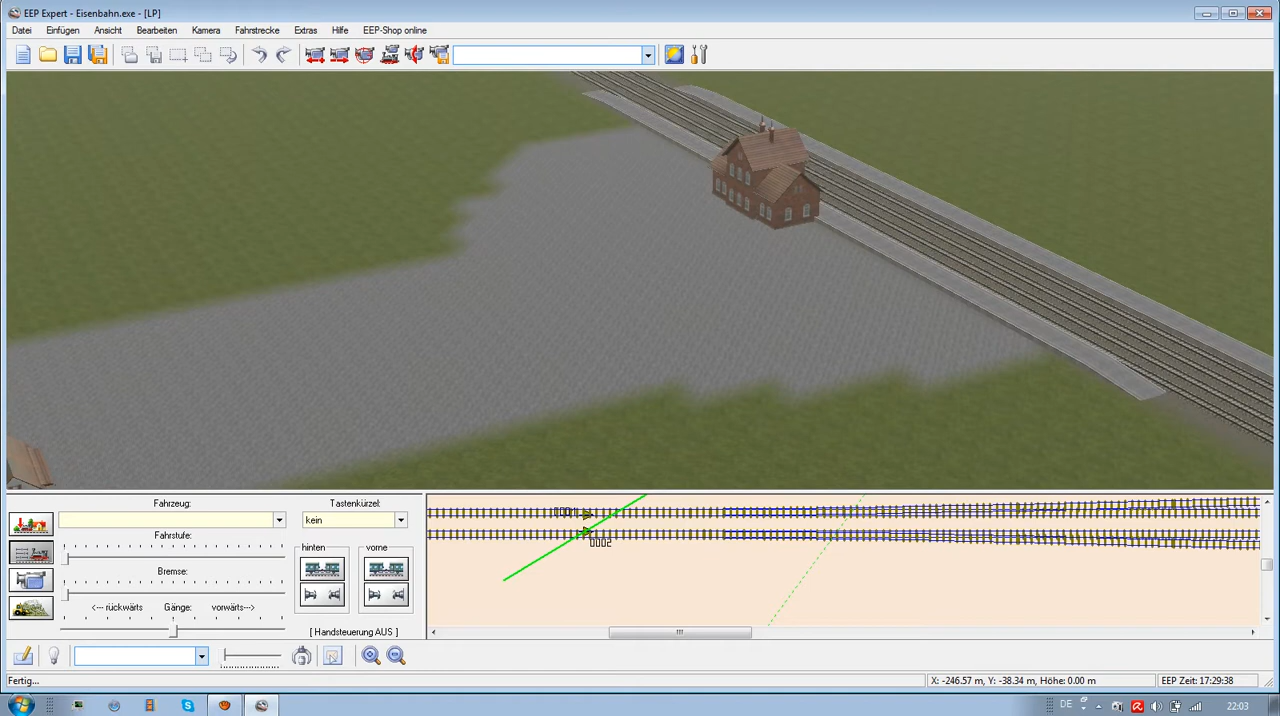 EEP Expert - Eisenbahn.exe - [LP]
Datei Einfügen Ansicht Bearbeiten Kamera Fahrstrecke Extras Hilfe EEP-Shop online
Fahrzeug:
Tastenkürzel:
kein
Fahrstufe:
hinten
vorne
Bremse:
<--- rückwärts Gänge: vorwärts--->
[ Handsteuerung AUS ]
0001
0002
Fertig...
X: -246.57 m, Y: -38.34 m, Höhe: 0.00 m
EEP Zeit: 17:29:38
DE
22:03